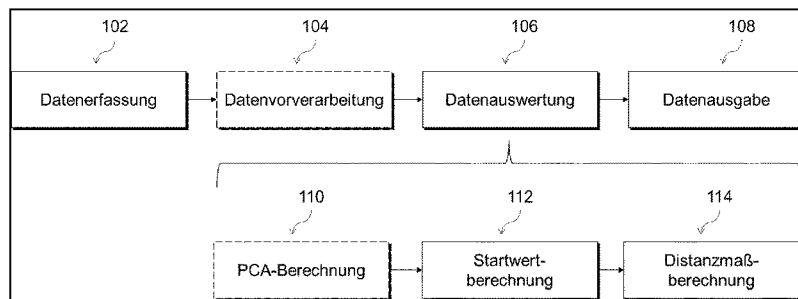 102 104 106 108
Datenerfassung Datenvorverarbeitung Datenauswertung Datenausgabe
110 112 114
PCA-Berechnung Startwert- Distanzmaß-
berechnung berechnung